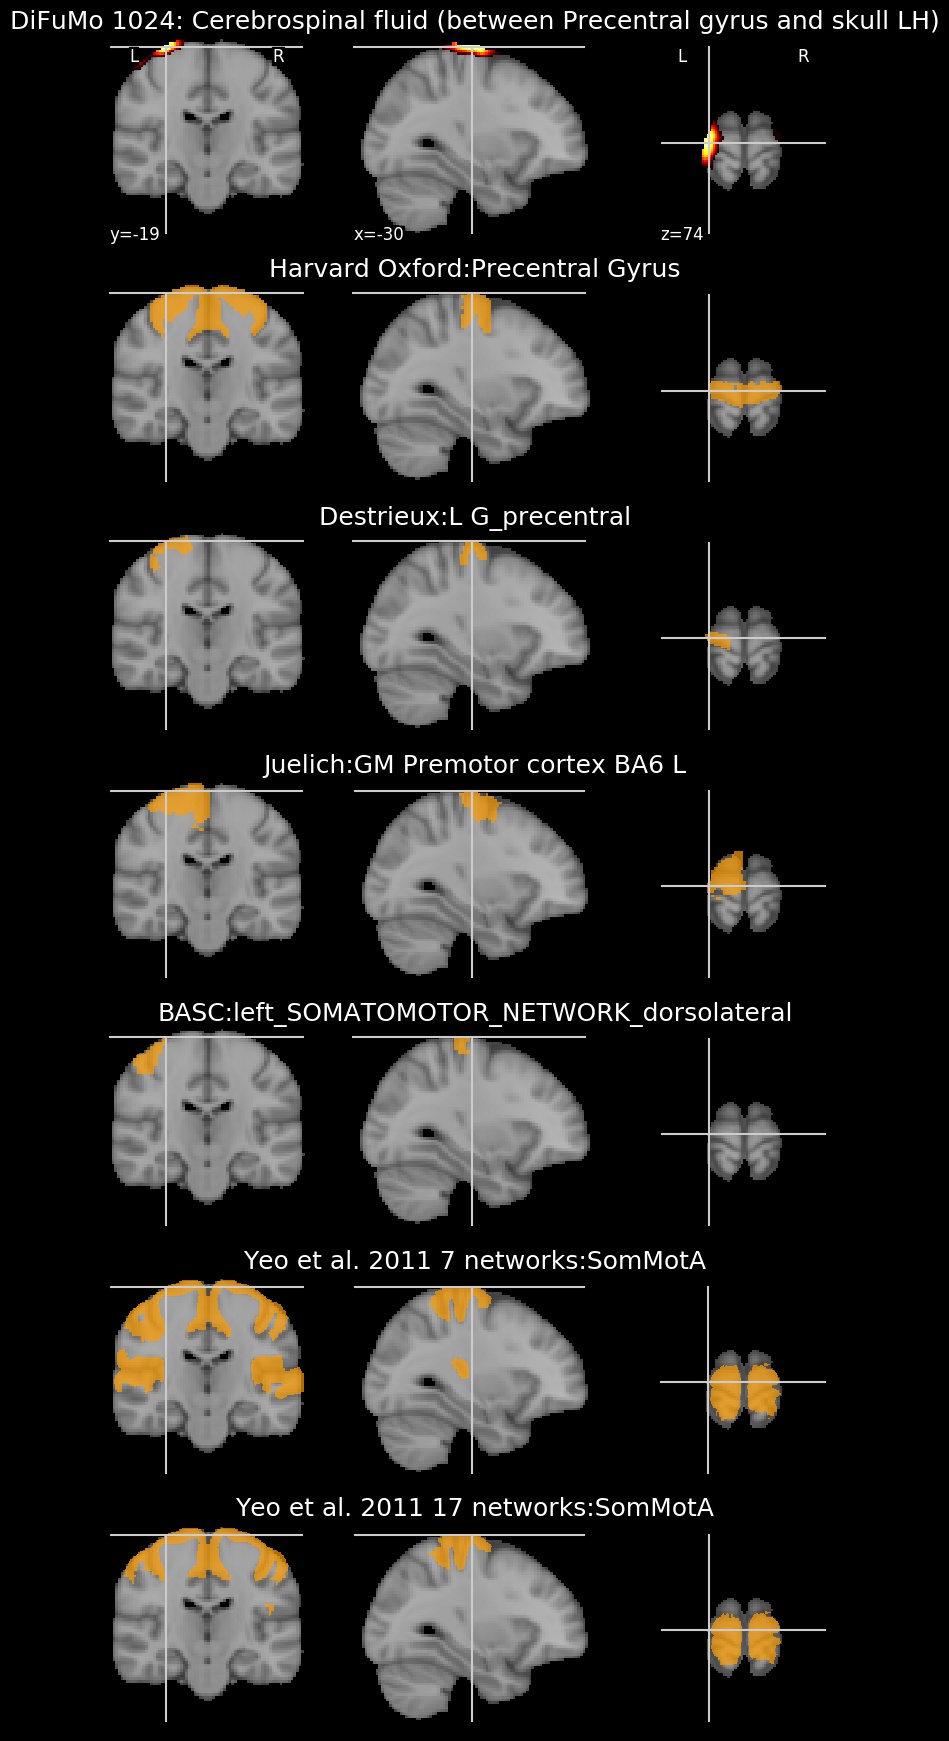 DiFuMo 1024: Cerebrospinal fluid (between Precentral gyrus and skull LH)
L R L R
y=-19 x=-30 z=74
Harvard Oxford:Precentral Gyrus
Destrieux:L G_precentral
Juelich:GM Premotor cortex BA6 L
BASC:left_SOMATOMOTOR_NETWORK_dorsolateral
Yeo et al. 2011 7 networks:SomMotA
Yeo et al. 2011 17 networks:SomMotA